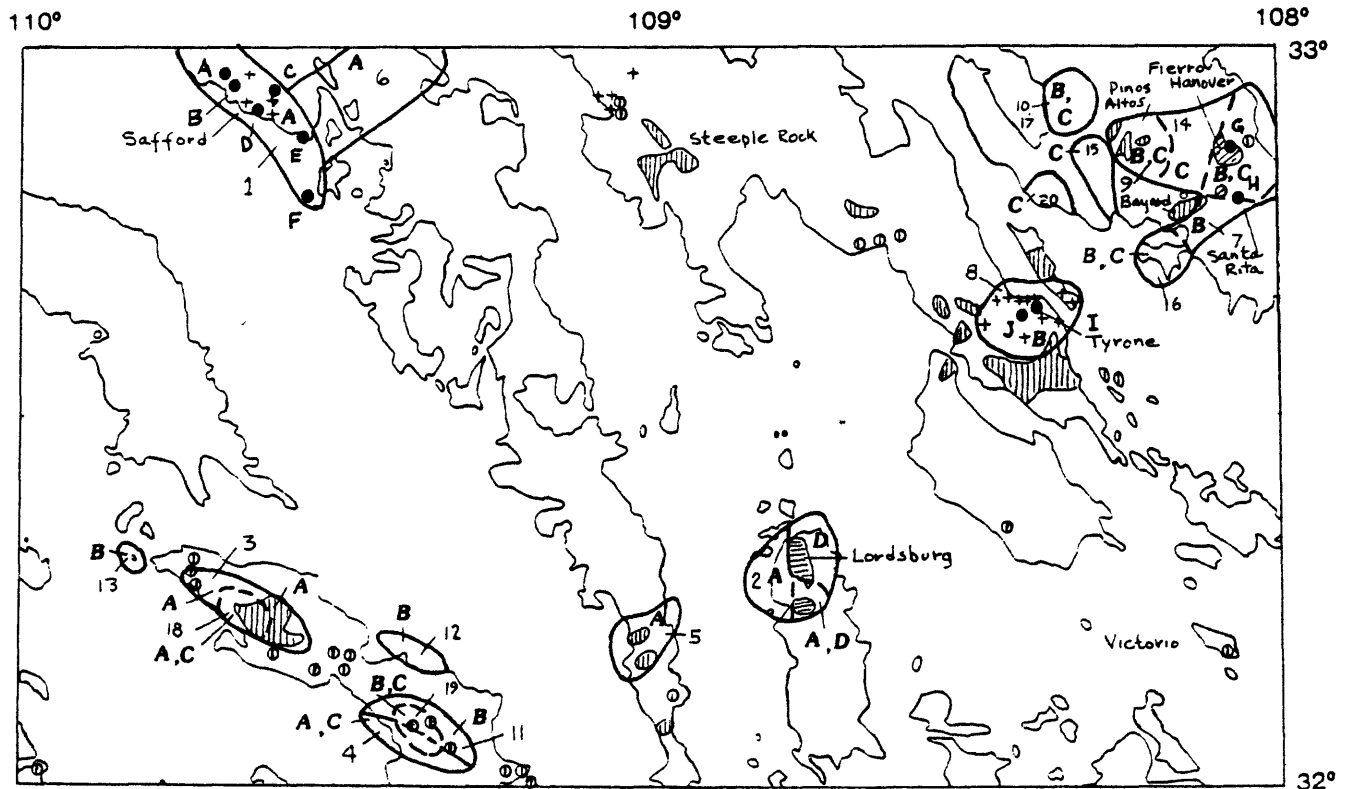 110° 109° 108°
33°
A C A 6
B
Safford
D A
E
1
F
Steeple Rock
Fierro
Hanover
Pinos
Altos
10
17
B,
C
14
G
C 15
B,C C
9
B,C H
Bayard
C 20
B
7
Santa
Rita
B,C
16
8
J +B
I
Tyrone
B
13
3
A
A
18
A,C
B
12
B,C 19
A,C
B
4
11
A
5
2 A
D
Lordsburg
A,D
Victorio
32°